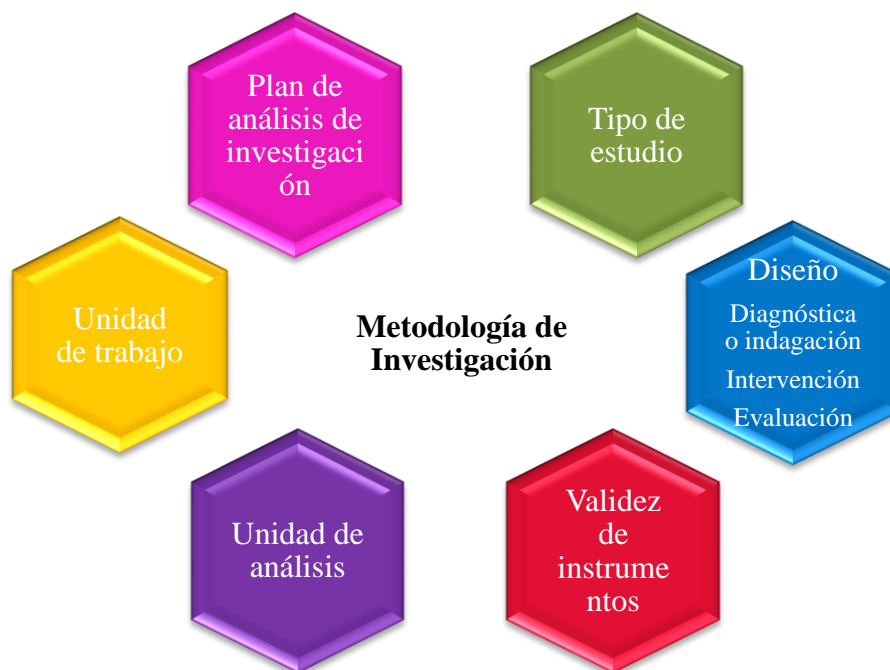 Plan de
análisis de
investigaci
ón
Tipo de
estudio
Unidad
de trabajo
Metodología de
Investigación
Diseño
Diagnóstica
o indagación
Intervención
Evaluación
Unidad de
análisis
Validez
de
instrume
ntos